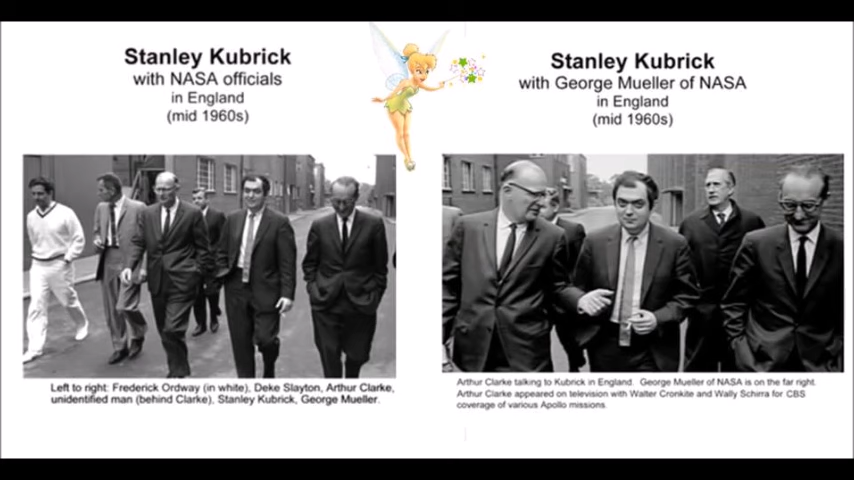 Stanley Kubrick
with NASA officials
in England
(mid 1960s)
Left to right: Frederick Ordway (in white), Deke Slayton, Arthur Clarke,
unidentified man (behind Clarke), Stanley Kubrick, George Mueller.
Stanley Kubrick
with George Mueller of NASA
in England
(mid 1960s)
Arthur Clarke talking to Kubrick in England. George Mueller of NASA is on the far right.
Arthur Clarke appeared on television with Walter Cronkite and Wally Schirra for CBS
coverage of various Apollo missions.